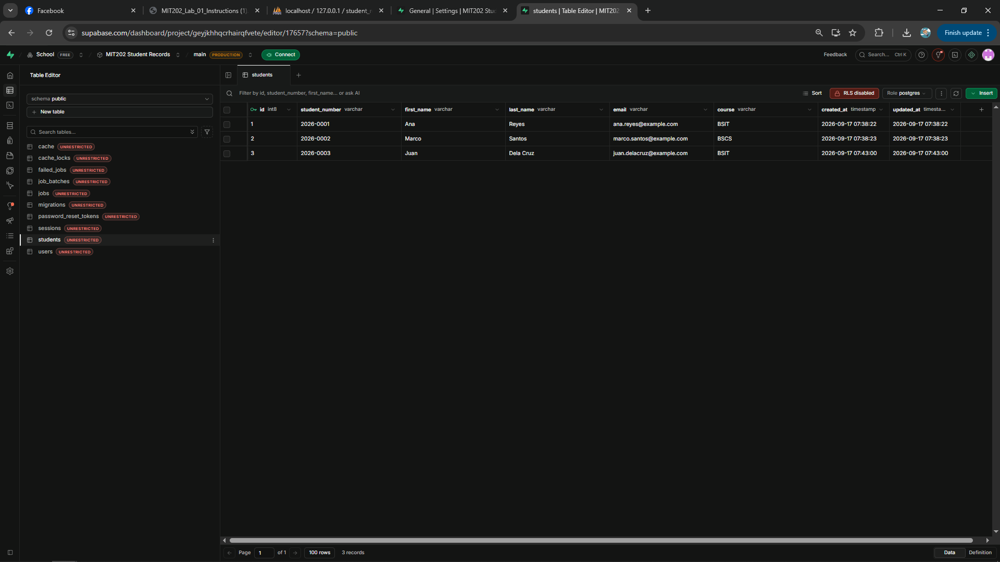 Facebook
MIT202_Lab_01_Instructions (1)
localhost / 127.0.0.1 / student_r
General | Settings | MIT202 Stud
students | Table Editor | MIT202
supabase.com/dashboard/project/geyjkhhqcrhairqfvete/editor/17657?schema=public
Finish update
School FREE
MIT202 Student Records
main PRODUCTION
Connect
Feedback
Search... Ctrl K
Table Editor
students
schema public
New table
Search tables...
cache UNRESTRICTED
cache_locks UNRESTRICTED
failed_jobs UNRESTRICTED
job_batches UNRESTRICTED
jobs UNRESTRICTED
migrations UNRESTRICTED
password_reset_tokens UNRESTRICTED
sessions UNRESTRICTED
students UNRESTRICTED
users UNRESTRICTED
Filter by id, student_number, first_name... or ask AI
Sort
RLS disabled
Role postgres
Insert
id int8 student_number varchar first_name varchar last_name varchar email varchar course varchar created_at timestamp updated_at timesta...
1 2026-0001 Ana Reyes ana.reyes@example.com BSIT 2026-09-17 07:38:22 2026-09-17 07:38:22
2 2026-0002 Marco Santos marco.santos@example.com BSCS 2026-09-17 07:38:23 2026-09-17 07:38:23
3 2026-0003 Juan Dela Cruz juan.delacruz@example.com BSIT 2026-09-17 07:43:00 2026-09-17 07:43:00
Page 1 of 1 100 rows 3 records
Data Definition